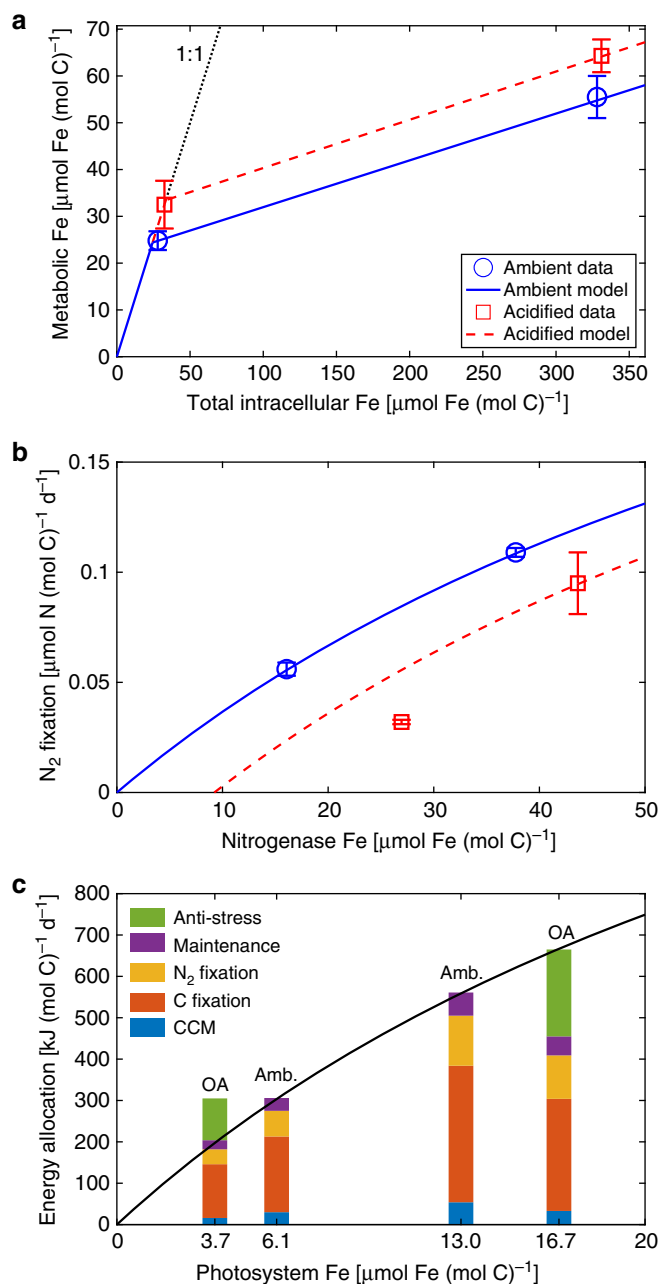 a
Metabolic Fe [μmol Fe (mol C)⁻¹]
70
60
50
40
30
20
10
0
1:1
Ambient data
Ambient model
Acidified data
Acidified model
0 50 100 150 200 250 300 350
Total intracellular Fe [μmol Fe (mol C)⁻¹]
b
N₂ fixation [μmol N (mol C)⁻¹ d⁻¹]
0.15
0.1
0.05
0
0 10 20 30 40 50
Nitrogenase Fe [μmol Fe (mol C)⁻¹]
c
Energy allocation [kJ (mol C)⁻¹ d⁻¹]
800
700
600
500
400
300
200
100
0
Anti-stress
Maintenance
N₂ fixation
C fixation
CCM
OA
Amb.
Amb.
OA
0 3.7 6.1 13.0 16.7 20
Photosystem Fe [μmol Fe (mol C)⁻¹]